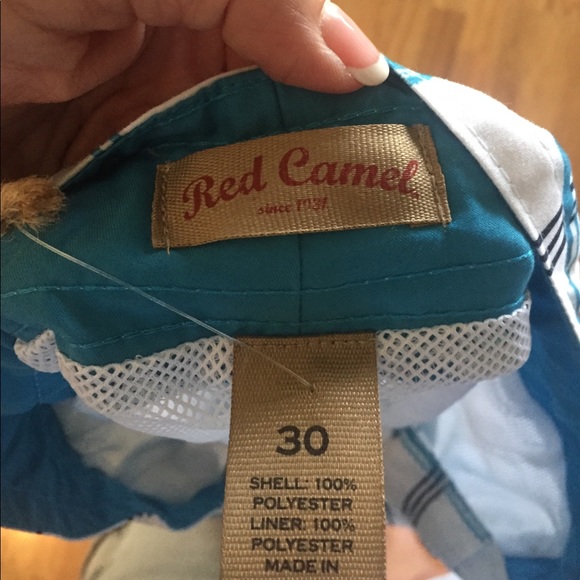 Red Camel
since 1931
30
SHELL: 100%
POLYESTER
LINER: 100%
POLYESTER
MADE IN